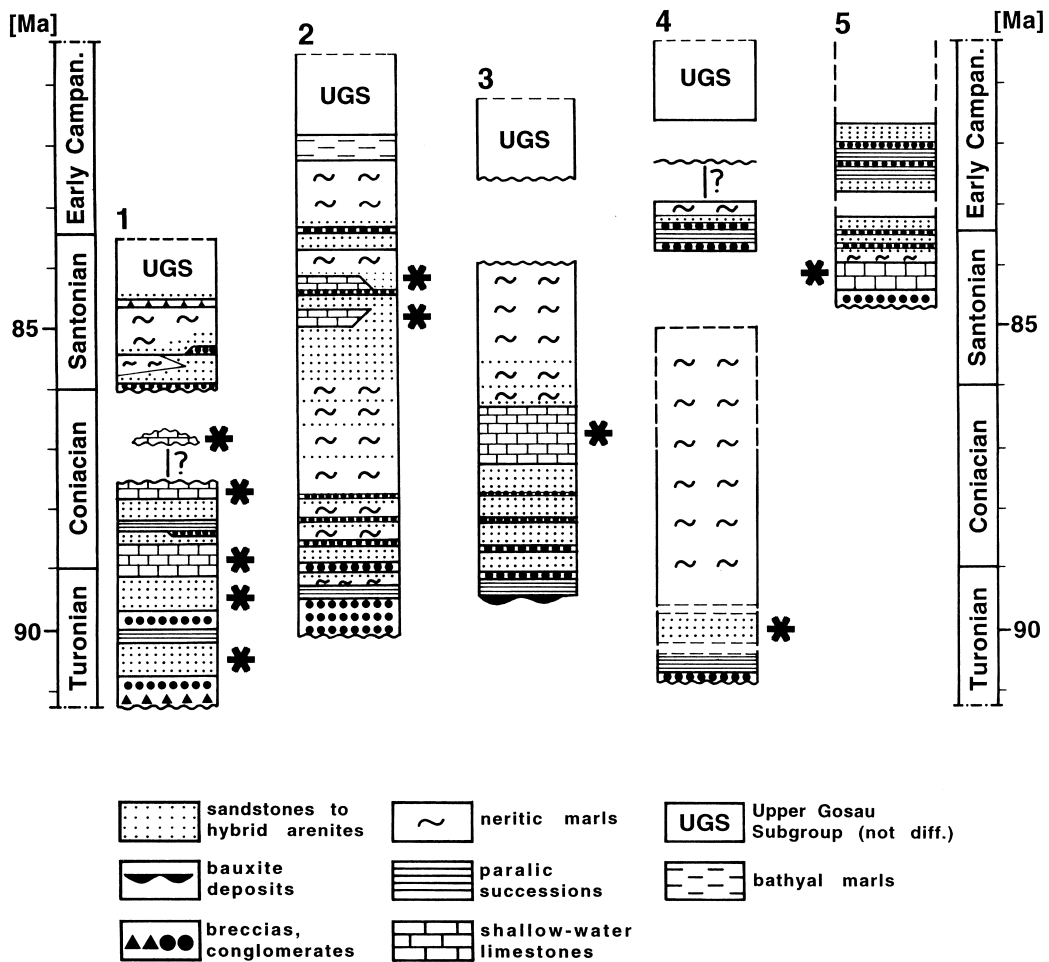 [Ma]
1
2
3
4
5
[Ma]
Early Campan.
Santonian
Coniacian
Turonian
85
90
UGS
?
UGS
UGS
UGS
?
Early Campan.
Santonian
Coniacian
Turonian
85
90
sandstones to
hybrid arenites
bauxite
deposits
breccias,
conglomerates
neritic marls
paralic
successions
shallow-water
limestones
UGS
Upper Gosau
Subgroup (not diff.)
bathyal marls